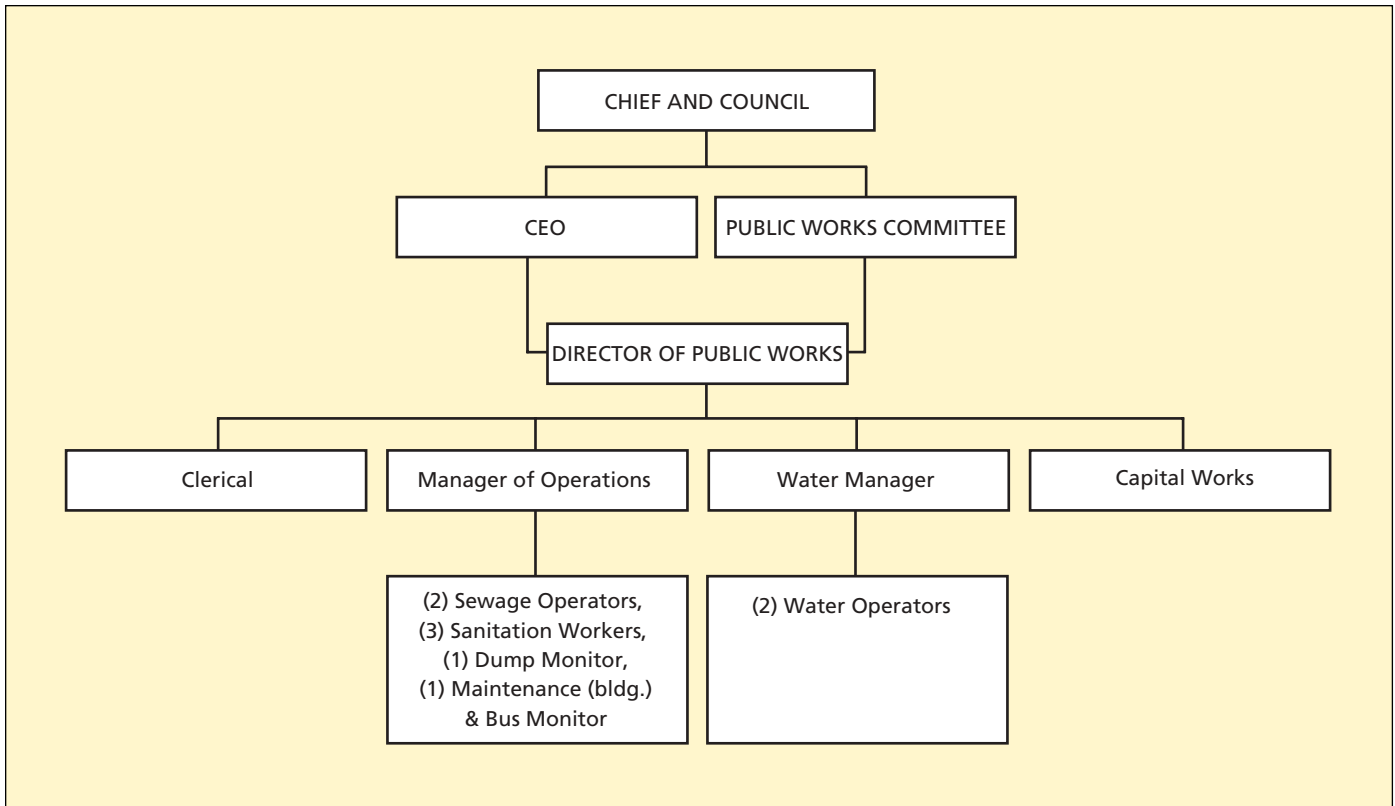 CHIEF AND COUNCIL
CEO
PUBLIC WORKS COMMITTEE
DIRECTOR OF PUBLIC WORKS
Clerical
Manager of Operations
Water Manager
Capital Works
(2) Sewage Operators,
(3) Sanitation Workers,
(1) Dump Monitor,
(1) Maintenance (bldg.)
& Bus Monitor
(2) Water Operators